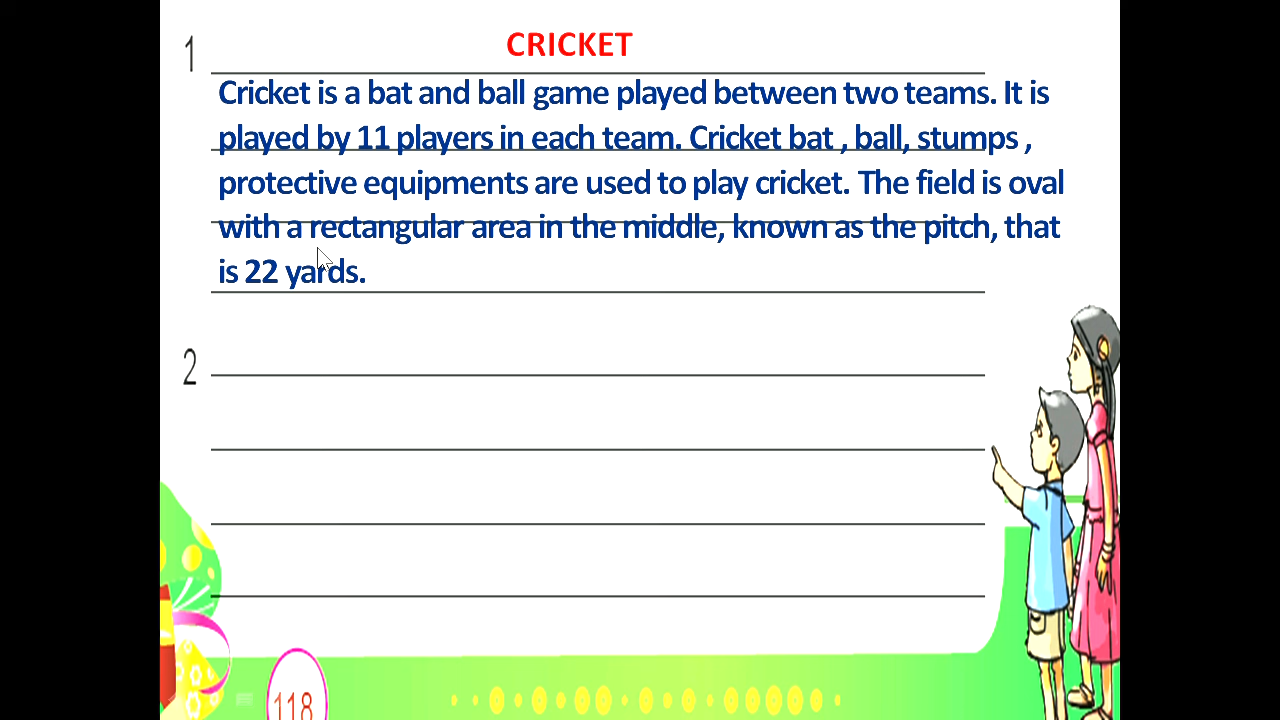 1
CRICKET
Cricket is a bat and ball game played between two teams. It is
played by 11 players in each team. Cricket bat , ball, stumps ,
protective equipments are used to play cricket. The field is oval
with a rectangular area in the middle, known as the pitch, that
is 22 yards.
2
118